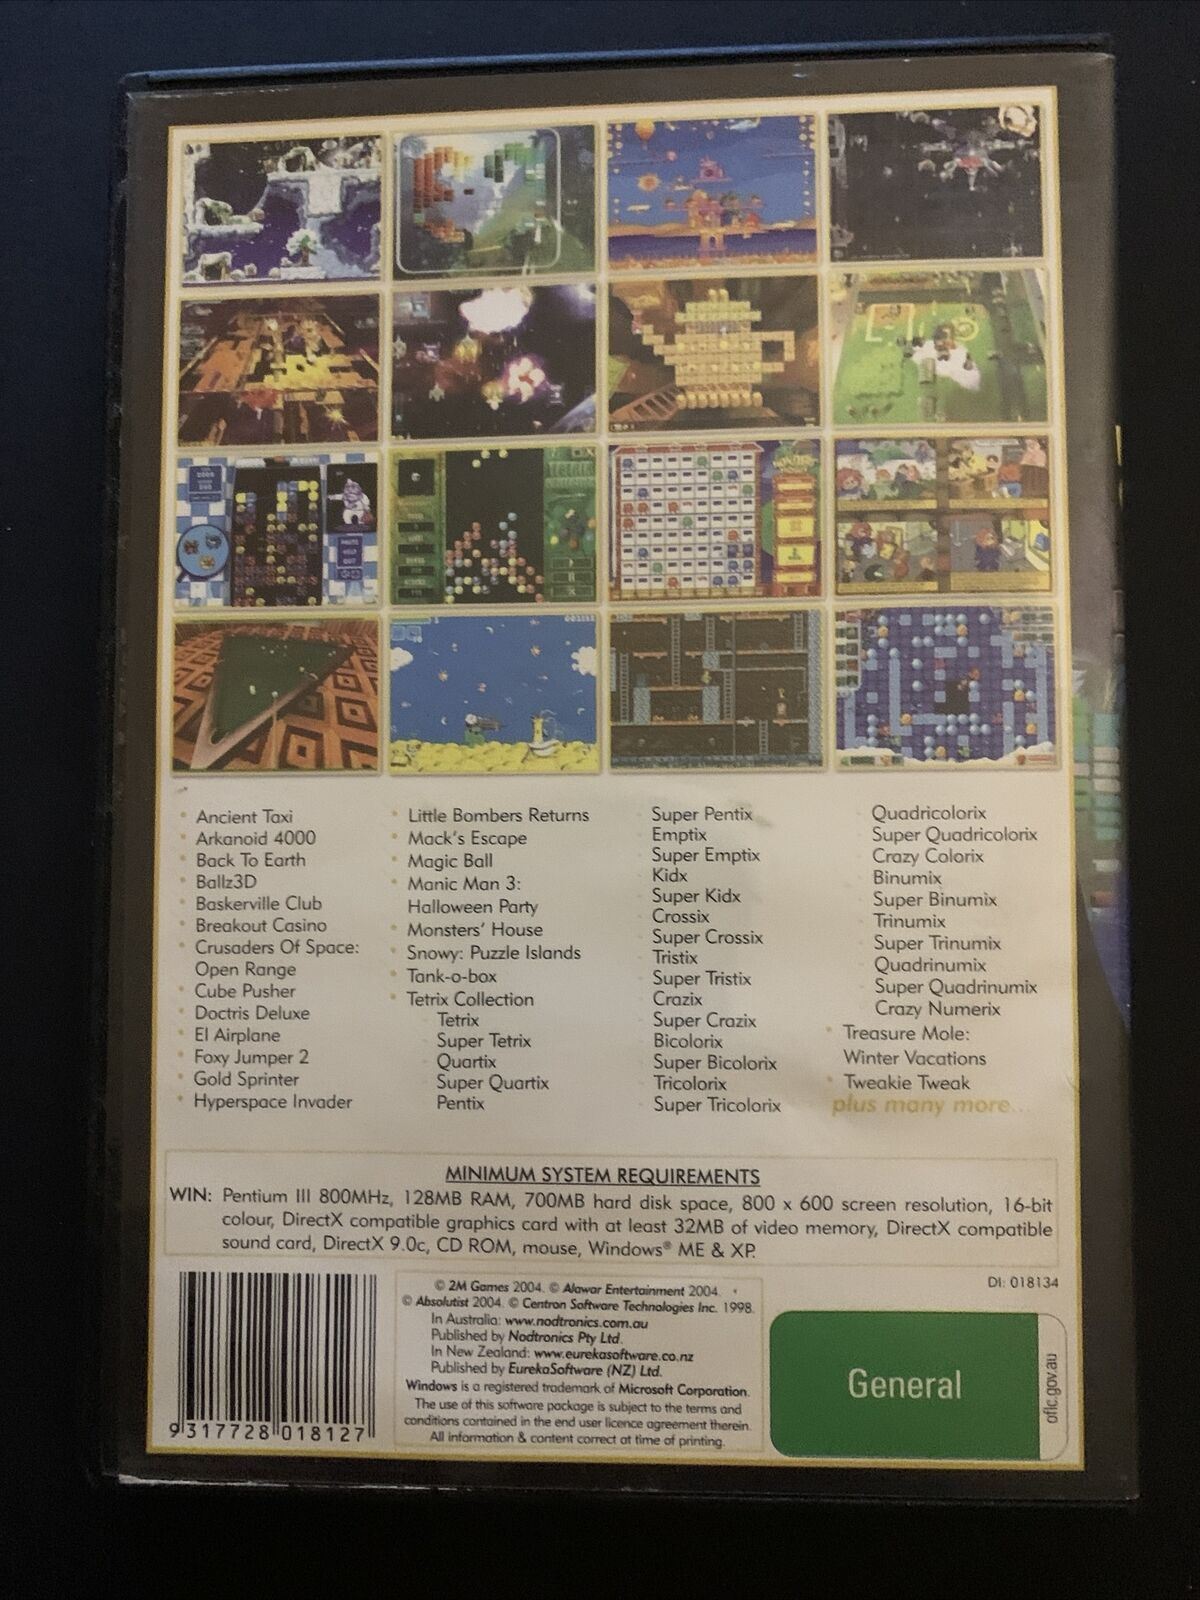 Ancient Taxi
Arkanoid 4000
Back To Earth
Ballz3D
Baskerville Club
Breakout Casino
Crusaders Of Space:
Open Range
Cube Pusher
Doctris Deluxe
El Airplane
Foxy Jumper 2
Gold Sprinter
Hyperspace Invader
Little Bombers Returns
Mack's Escape
Magic Ball
Manic Man 3:
Halloween Party
Monsters' House
Snowy: Puzzle Islands
Tank-o-box
Tetrix Collection
Tetrix
Super Tetrix
Quartix
Super Quartix
Pentix
Super Pentix
Emptix
Super Emptix
Kidx
Super Kidx
Crossix
Super Crossix
Tristix
Super Tristix
Crazix
Super Crazix
Bicolorix
Super Bicolorix
Tricolorix
Super Tricolorix
Quadricolorix
Super Quadricolorix
Crazy Colorix
Binumix
Super Binumix
Trinumix
Super Trinumix
Quadrinumix
Super Quadrinumix
Crazy Numerix
Treasure Mole:
Winter Vacations
Tweakie Tweak
plus many more...
MINIMUM SYSTEM REQUIREMENTS
WIN: Pentium III 800MHz, 128MB RAM, 700MB hard disk space, 800 x 600 screen resolution, 16-bit
colour, DirectX compatible graphics card with at least 32MB of video memory, DirectX compatible
sound card, DirectX 9.0c, CD ROM, mouse, Windows® ME & XP.
9 317728 018127
© 2M Games 2004. © Alawar Entertainment 2004.
© Absolutist 2004. © Centron Software Technologies Inc. 1998.
In Australia: www.nodtronics.com.au
Published by Nodtronics Pty Ltd.
In New Zealand: www.eurekasoftware.co.nz
Published by EurekaSoftware (NZ) Ltd.
Windows is a registered trademark of Microsoft Corporation.
The use of this software package is subject to the terms and
conditions contained in the end user licence agreement therein.
All information & content correct at time of printing.
DI: 018134
General
oflc.gov.au